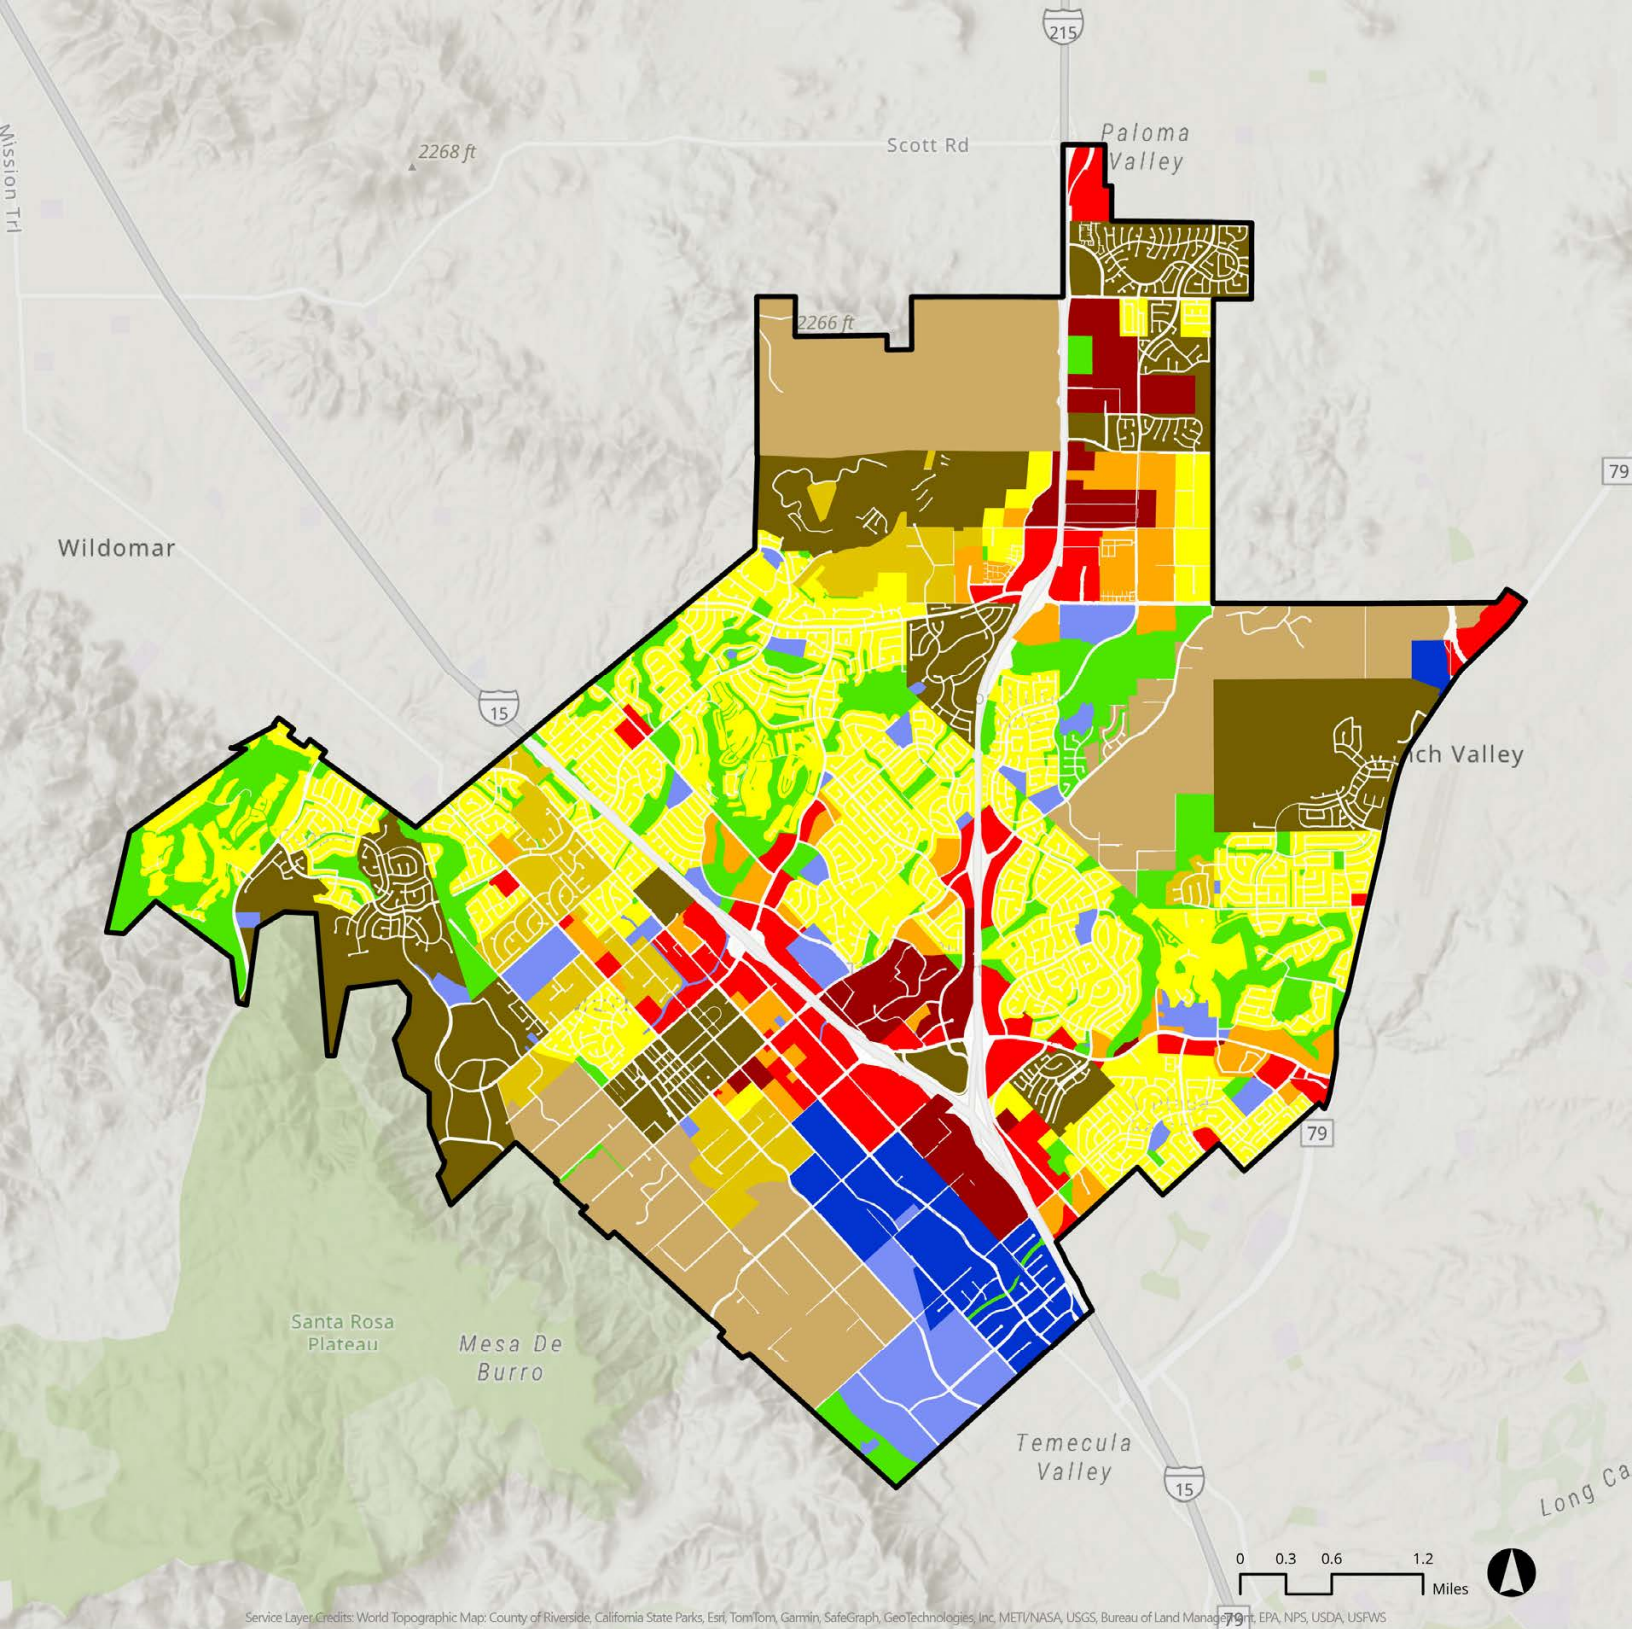 215
Scott Rd
Paloma
Valley
2268 ft
Mission Trl
2266 ft
79
Wildomar
15
ch Valley
79
Santa Rosa
Plateau
Mesa De
Burro
Temecula
Valley
15
Long Ca
0 0.3 0.6 1.2
Miles
79
Service Layer Credits: World Topographic Map: County of Riverside, California State Parks, Esri, TomTom, Garmin, SafeGraph, GeoTechnologies, Inc, METI/NASA, USGS, Bureau of Land Management, EPA, NPS, USDA, USFWS